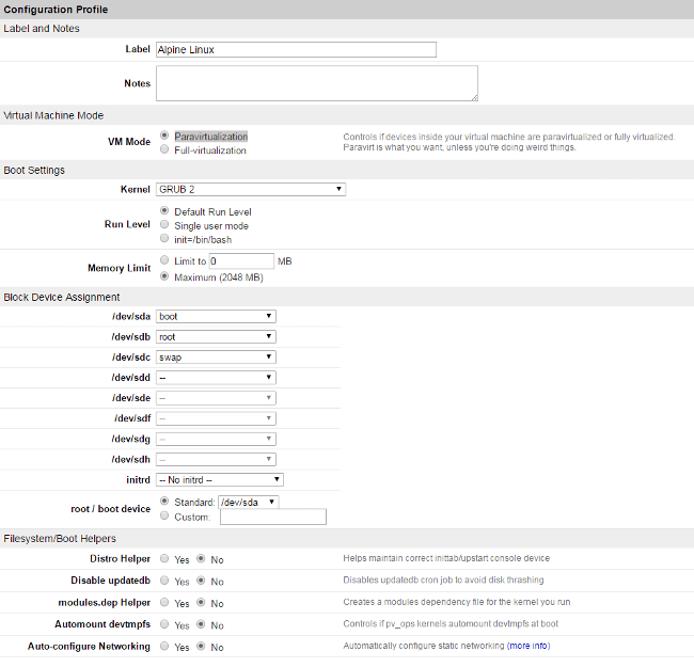 Configuration Profile
Label and Notes
Label Alpine Linux
Notes
Virtual Machine Mode
VM Mode Paravirtualization Controls if devices inside your virtual machine are paravirtualized or fully virtualized.
Full-virtualization Paravirt is what you want, unless you're doing weird things.
Boot Settings
Kernel GRUB 2
Default Run Level
Run Level Single user mode
init=/bin/bash
Memory Limit Limit to 0 MB
Maximum (2048 MB)
Block Device Assignment
/dev/sda boot
/dev/sdb root
/dev/sdc swap
/dev/sdd --
/dev/sde --
/dev/sdf --
/dev/sdg --
/dev/sdh --
initrd -- No initrd --
root / boot device Standard: /dev/sda
Custom:
Filesystem/Boot Helpers
Distro Helper Yes No Helps maintain correct inittab/upstart console device
Disable updatedb Yes No Disables updatedb cron job to avoid disk thrashing
modules.dep Helper Yes No Creates a modules dependency file for the kernel you run
Automount devtmpfs Yes No Controls if pv_ops kernels automount devtmpfs at boot
Auto-configure Networking Yes No Automatically configure static networking (more info)